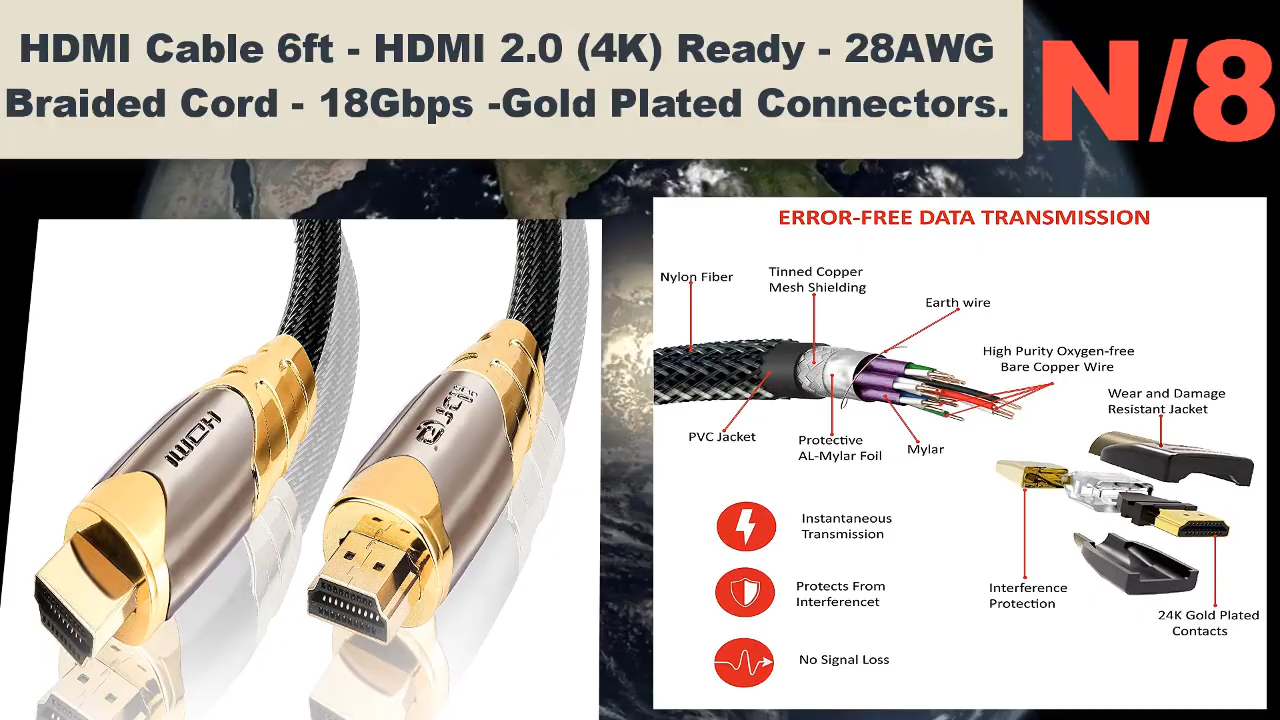 HDMI Cable 6ft - HDMI 2.0 (4K) Ready - 28AWG
Braided Cord - 18Gbps -Gold Plated Connectors.
N/8
HDMI
ERROR-FREE DATA TRANSMISSION
Nylon Fiber
Tinned Copper
Mesh Shielding
Earth wire
High Purity Oxygen-free
Bare Copper Wire
Wear and Damage
Resistant Jacket
PVC Jacket
Protective
AL-Mylar Foil
Mylar
Instantaneous
Transmission
Protects From
Interferencet
Interference
Protection
24K Gold Plated
Contacts
No Signal Loss